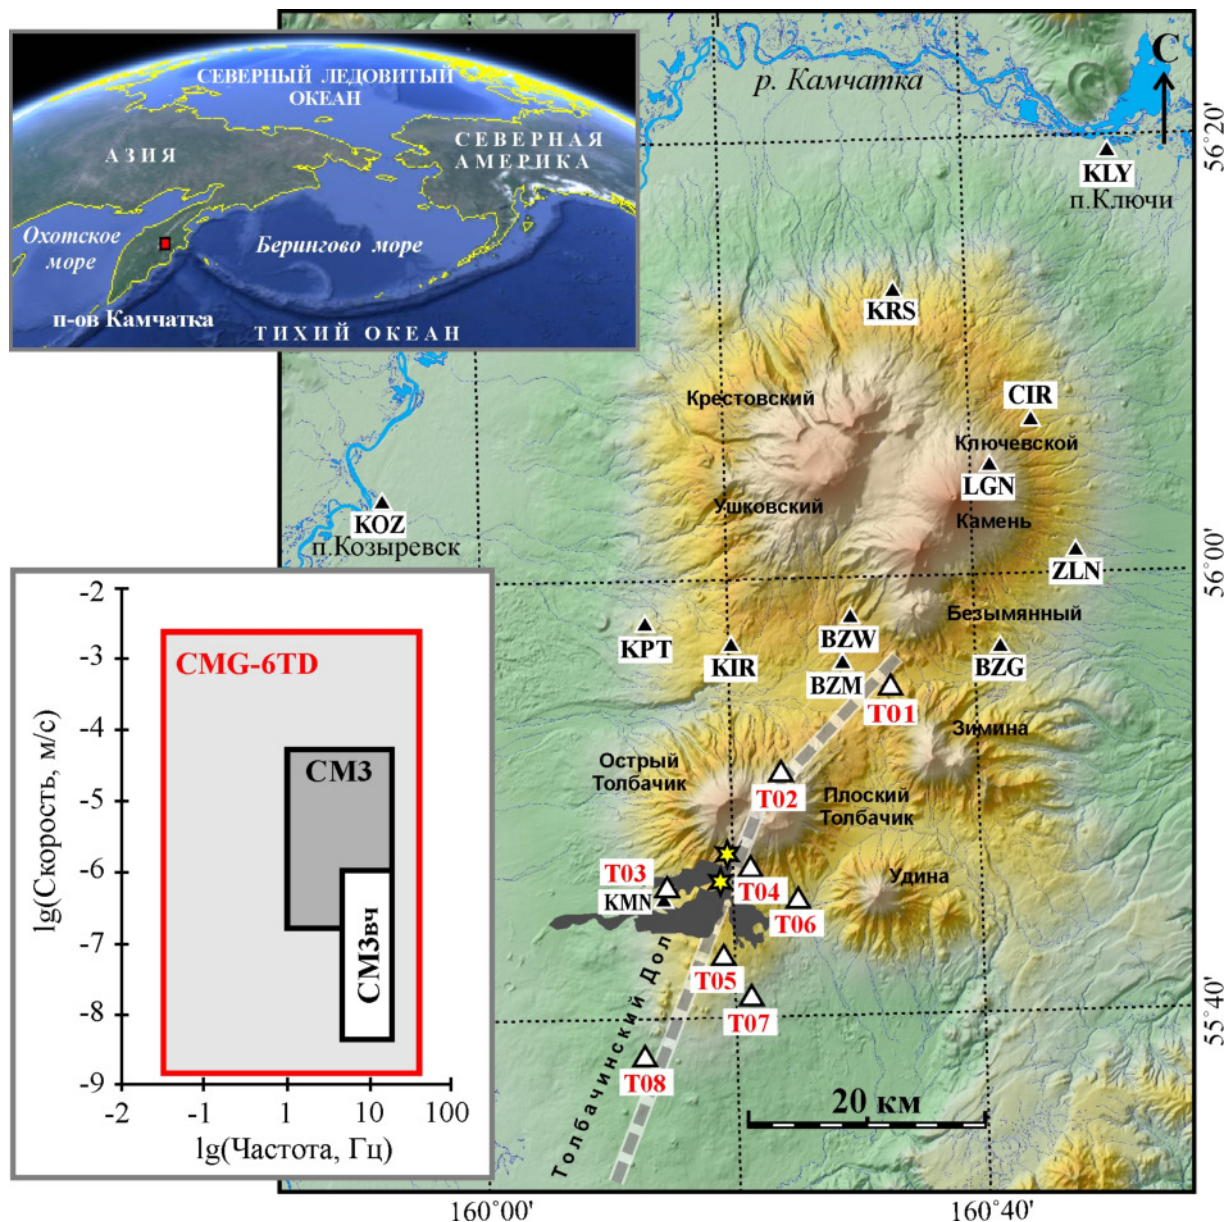 СЕВЕРНЫЙ ЛЕДОВИТЫЙ
ОКЕАН
АЗИЯ
СЕВЕРНАЯ
АМЕРИКА
Охотское
море
Берингово море
п-ов Камчатка
ТИХИЙ ОКЕАН
р. Камчатка
С
KLY
п.Ключи
KRS
Крестовский
CIR
Ключевской
LGN
Ушковский
Камень
KOZ
п.Козыревск
ZLN
Безымянный
KPT
KIR
BZW
BZM
BZG
T01
Зимина
Острый
Толбачик
T02
Плоский
Толбачик
T03
KMN
T04
Удина
T06
T05
T07
T08
Толбачинский Дол
20 км
56°20'
56°00'
55°40'
160°00'
160°40'
lg(Скорость, м/с)
-2
-3
-4
-5
-6
-7
-8
-9
CMG-6TD
СМ3
СМ3вч
-2
-1
1
10
100
lg(Частота, Гц)